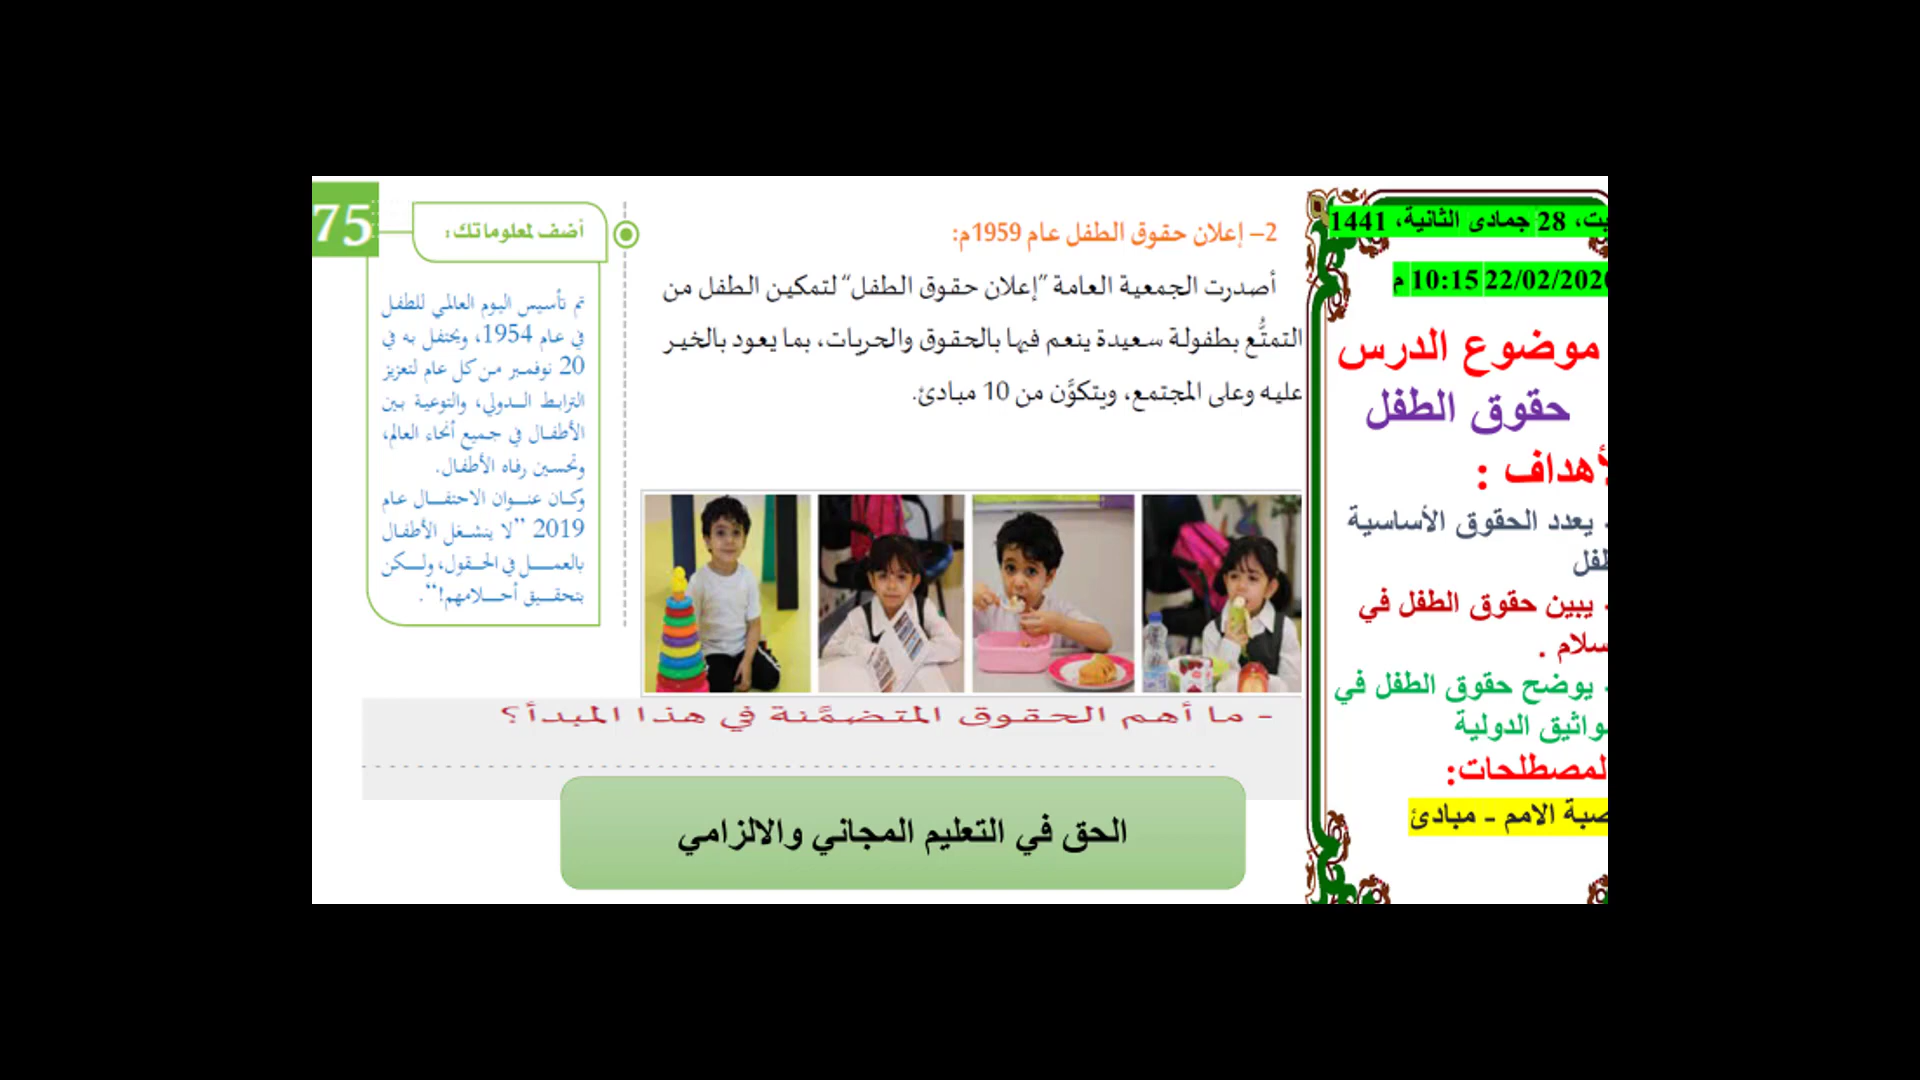 28 جمادى الثانية، 1441
22/02/2020 10:15 م
موضوع الدرس
حقوق الطفل
:
- يعدد الحقوق الأساسية
- يبين حقوق الطفل في
.
- يوضح حقوق الطفل في
الدولية
:
الامم - مبادئ
2– إعلان حقوق الطفل عام 1959م:
أصدرت الجمعية العامة "إعلان حقوق الطفل" لتمكين الطفل من
التمتُّع بطفولة سعيدة ينعم فيها بالحقوق والحريات، بما يعود بالخير
عليه وعلى المجتمع، ويتكوَّن من 10 مبادئ.
- ما أهم الحقوق المتضمَّنة في هذا المبدأ؟
الحق في التعليم المجاني والالزامي
75
أضف لمعلوماتك:
تم تأسيس اليوم العالمي للطفل
في عام 1954، ويحتفل به في
20 نوفمبر من كل عام لتعزيز
الترابط الدولي، والتوعية بين
الأطفال في جميع أنحاء العالم،
وتحسين رفاه الأطفال.
وكان عنوان الاحتفال عام
2019 "لا ينشغل الأطفال
بالعمل في الحقول، ولكن
بتحقيق أحلامهم!".